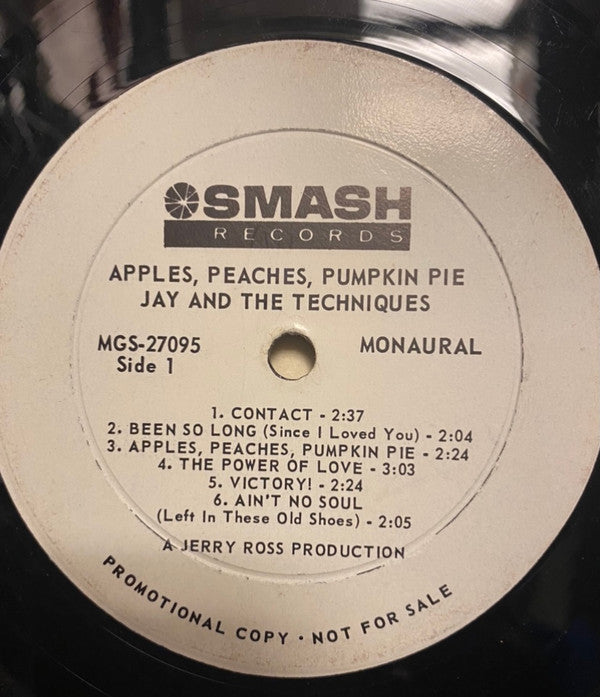 SMASH
RECORDS
APPLES, PEACHES, PUMPKIN PIE
JAY AND THE TECHNIQUES
MGS-27095 MONAURAL
Side 1
1. CONTACT - 2:37
2. BEEN SO LONG (Since I Loved You) - 2:04
3. APPLES, PEACHES, PUMPKIN PIE - 2:24
4. THE POWER OF LOVE - 3:03
5. VICTORY! - 2:24
6. AIN'T NO SOUL
(Left In These Old Shoes) - 2:05
A JERRY ROSS PRODUCTION
PROMOTIONAL COPY · NOT FOR SALE